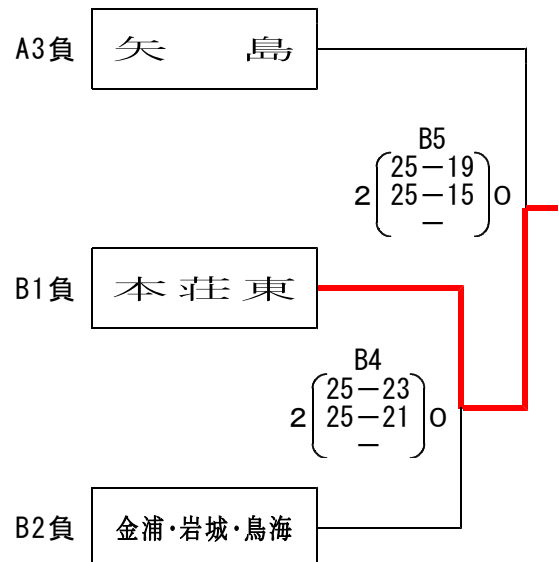 A3負 矢島
B5
25－19
2 25－15 0
－
B1負 本荘東
B4
25－23
2 25－21 0
－
B2負 金浦・岩城・鳥海